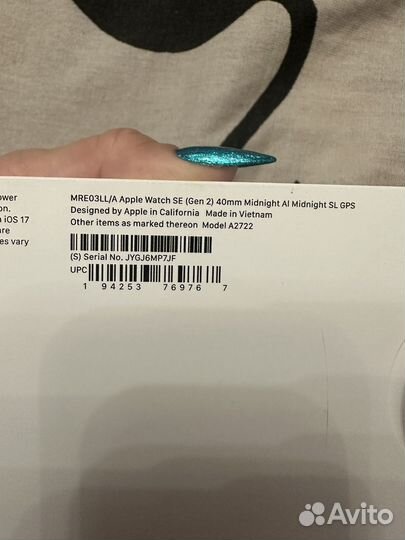 ower
on.
n iOS 17
are
es vary
MRE03LL/A Apple Watch SE (Gen 2) 40mm Midnight Al Midnight SL GPS
Designed by Apple in California Made in Vietnam
Other items as marked thereon Model A2722
(S) Serial No. JYGJ6MP7JF
UPC
1 94253 76976 7
Avito